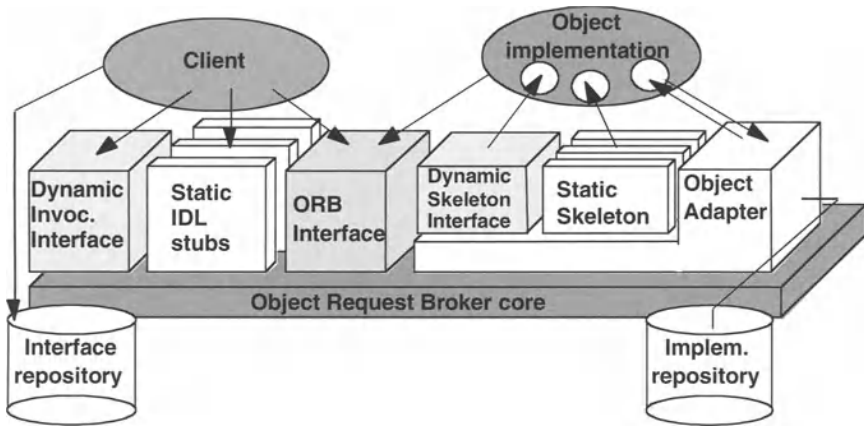 Client
Object
implementation
Dynamic
Invoc.
Interface
Static
IDL
stubs
ORB
Interface
Dynamic
Skeleton
Interface
Static
Skeleton
Object
Adapter
Object Request Broker core
Interface
repository
Implem.
repository